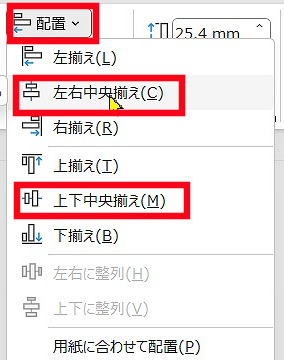 配置
25.4 mm
左揃え(L)
左右中央揃え(C)
右揃え(R)
上揃え(T)
上下中央揃え(M)
下揃え(B)
左右に整列(H)
上下に整列(V)
用紙に合わせて配置(P)